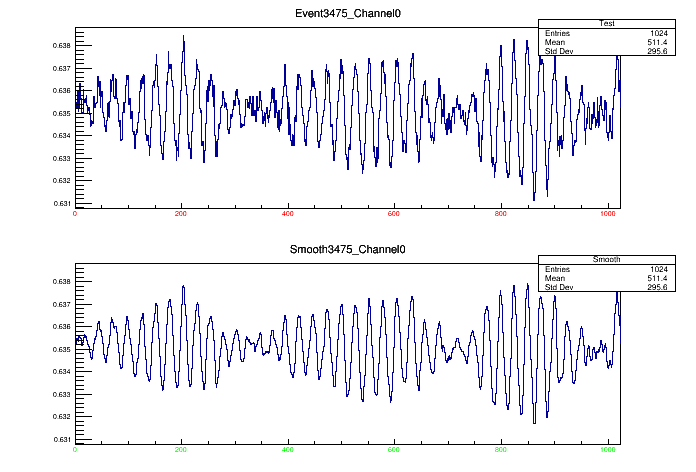 Event3475_Channel0
Test
Entries 1024
Mean 511.4
Std Dev 295.6
0.638
0.637
0.636
0.635
0.634
0.633
0.632
0.631
0 200 400 600 800 1000
Smooth3475_Channel0
Smooth
Entries 1024
Mean 511.4
Std Dev 295.6
0.638
0.637
0.636
0.635
0.634
0.633
0.632
0.631
0 200 400 600 800 1000